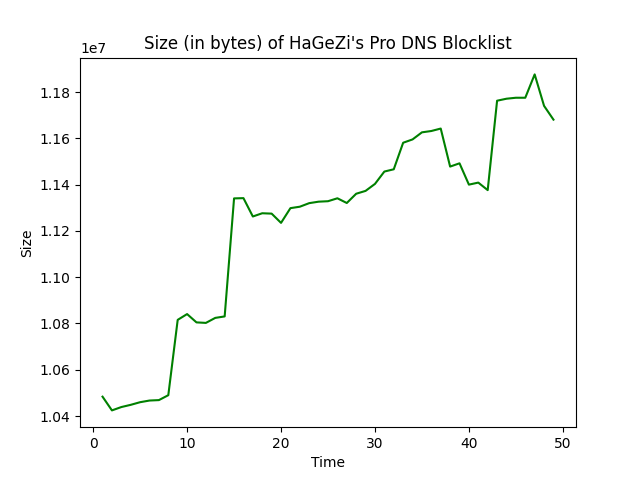 Size (in bytes) of HaGeZi's Pro DNS Blocklist
1e7
1.18
1.16
1.14
1.12
1.10
1.08
1.06
1.04
Size
0 10 20 30 40 50
Time